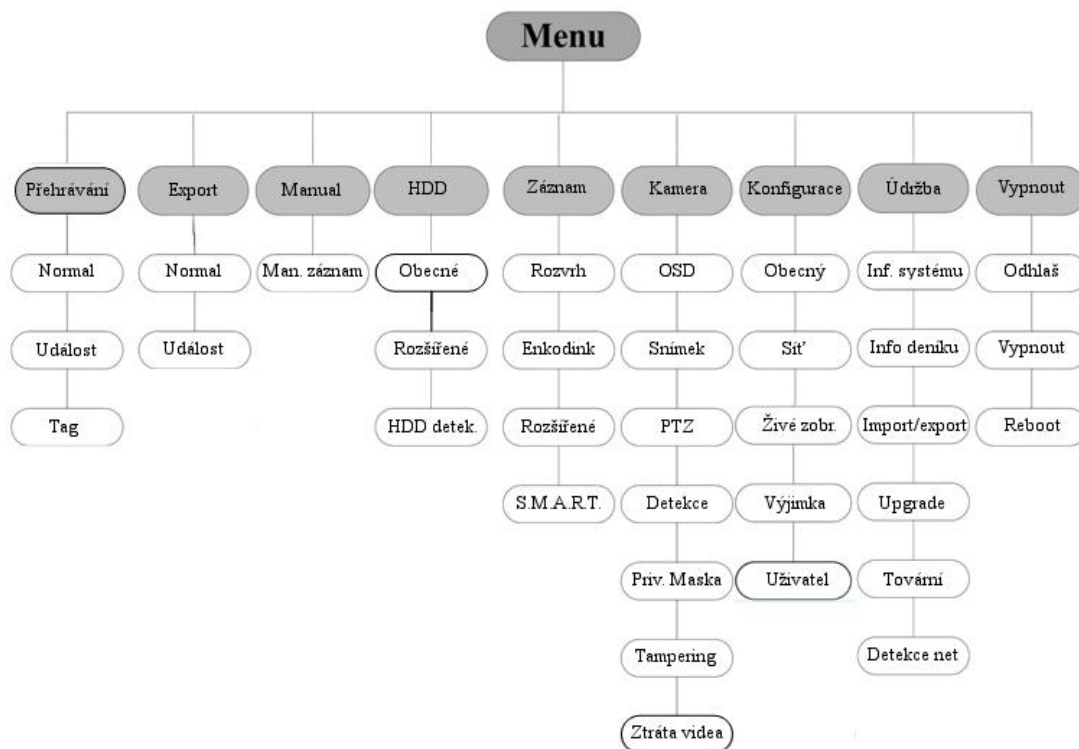 Menu
Přehrávání
Export
Manual
HDD
Záznam
Kamera
Konfigurace
Údržba
Vypnout
Normal
Normal
Man. záznam
Obecné
Rozvrh
OSD
Obecný
Inf. systému
Odhlaš
Událost
Událost
Rozšířené
Enkodink
Snímek
Síť
Info deníku
Vypnout
Tag
HDD detek.
Rozšířené
PTZ
Živé zobr.
Import/export
Reboot
S.M.A.R.T.
Detekce
Výjimka
Upgrade
Priv. Maska
Uživatel
Tovární
Tampering
Detekce net
Ztráta videa